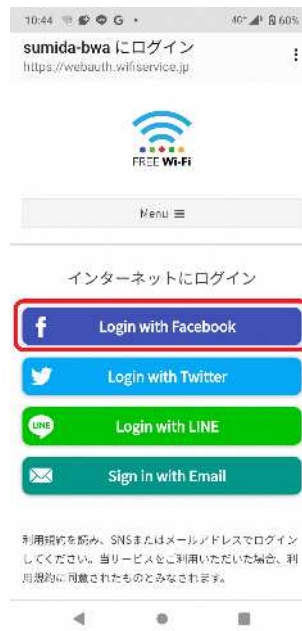 10:44 G • 4G+ 60%
sumida-bwa にログイン
https://webauth.wifiservice.jp
FREE Wi-Fi
Menu ≡
インターネットにログイン
f Login with Facebook
Login with Twitter
LINE Login with LINE
Sign in with Email
利用規約を読み、SNSまたはメールアドレスでログイン
してください。当サービスをご利用いただいた場合、利
用規約に同意されたものとみなされます。